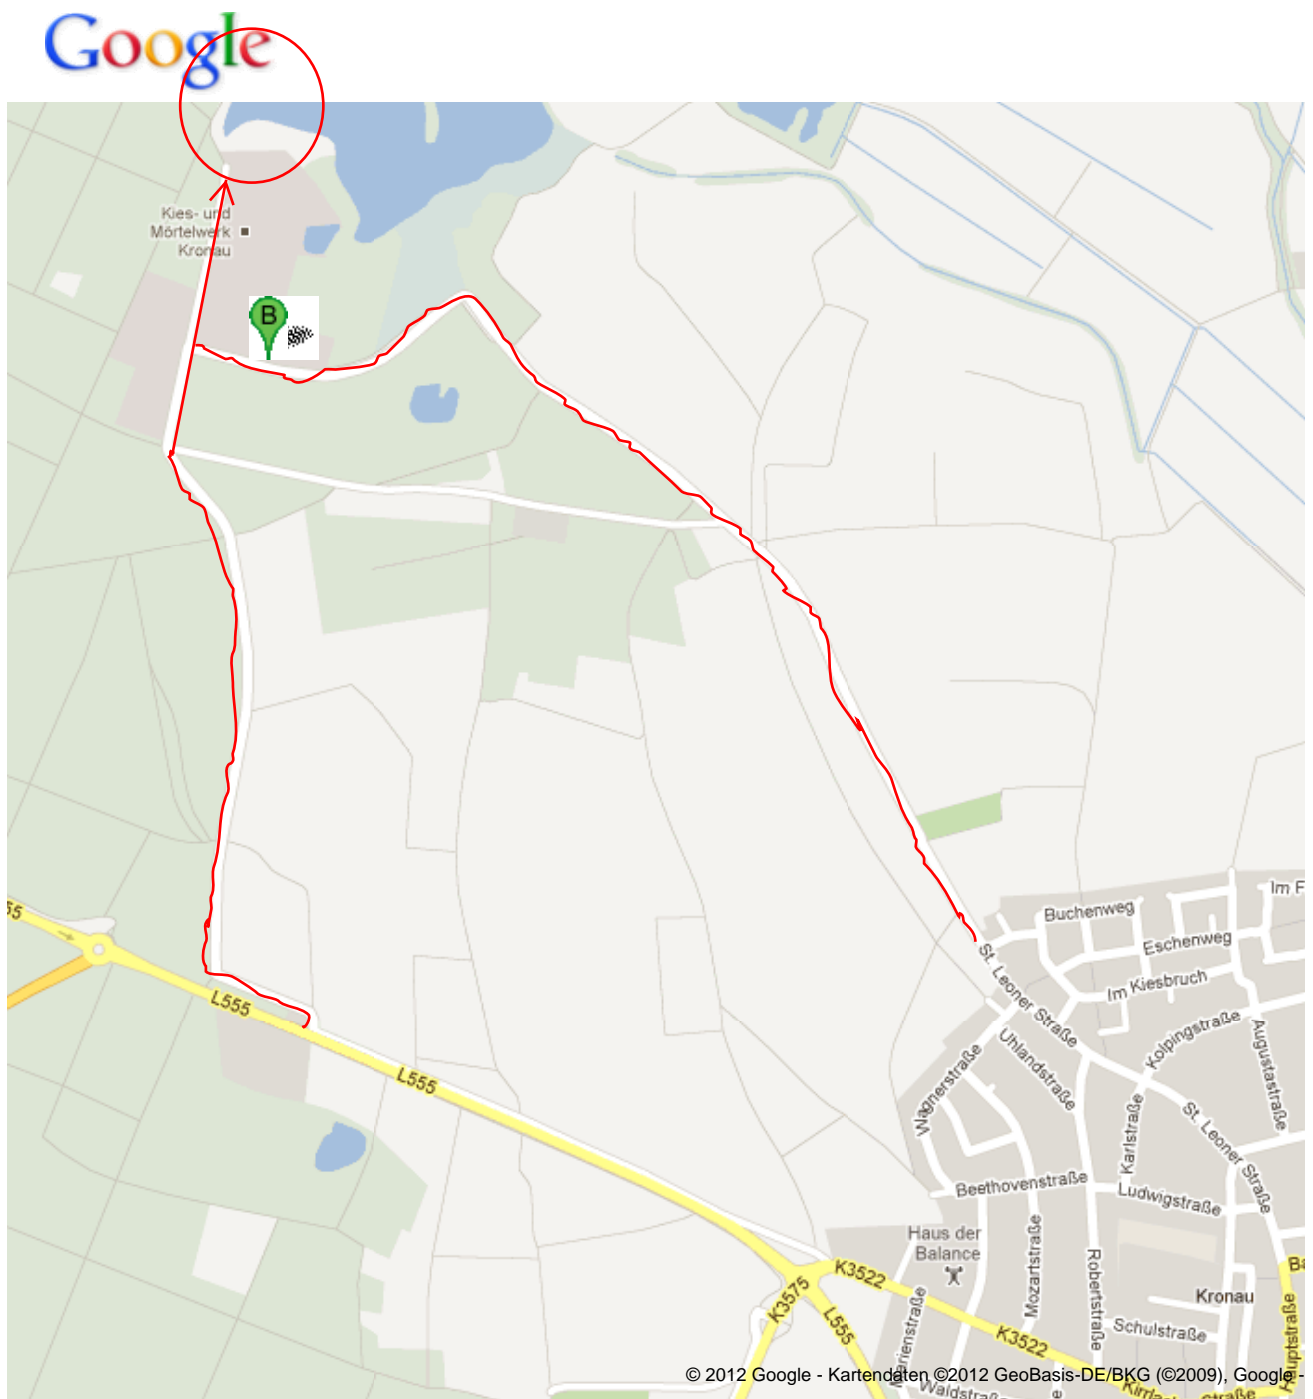 Google
Kies- und
Mörtelwerk
Kronau
B
L555
L555
Buchenweg
Eschenweg
Im Kiesbruch
St. Leoner Straße
Kolpingstraße
Augustastraße
Uhlandstraße
Wagnerstraße
Karlstraße
St. Leoner Straße
Beethovenstraße
Ludwigstraße
Haus der
Balance
Mozartstraße
Robertstraße
K3522
K3575
L555
Kronau
K3522
Schulstraße
Marienstraße
Hauptstraße
© 2012 Google - Kartendaten ©2012 GeoBasis-DE/BKG (©2009), Google -
Straße